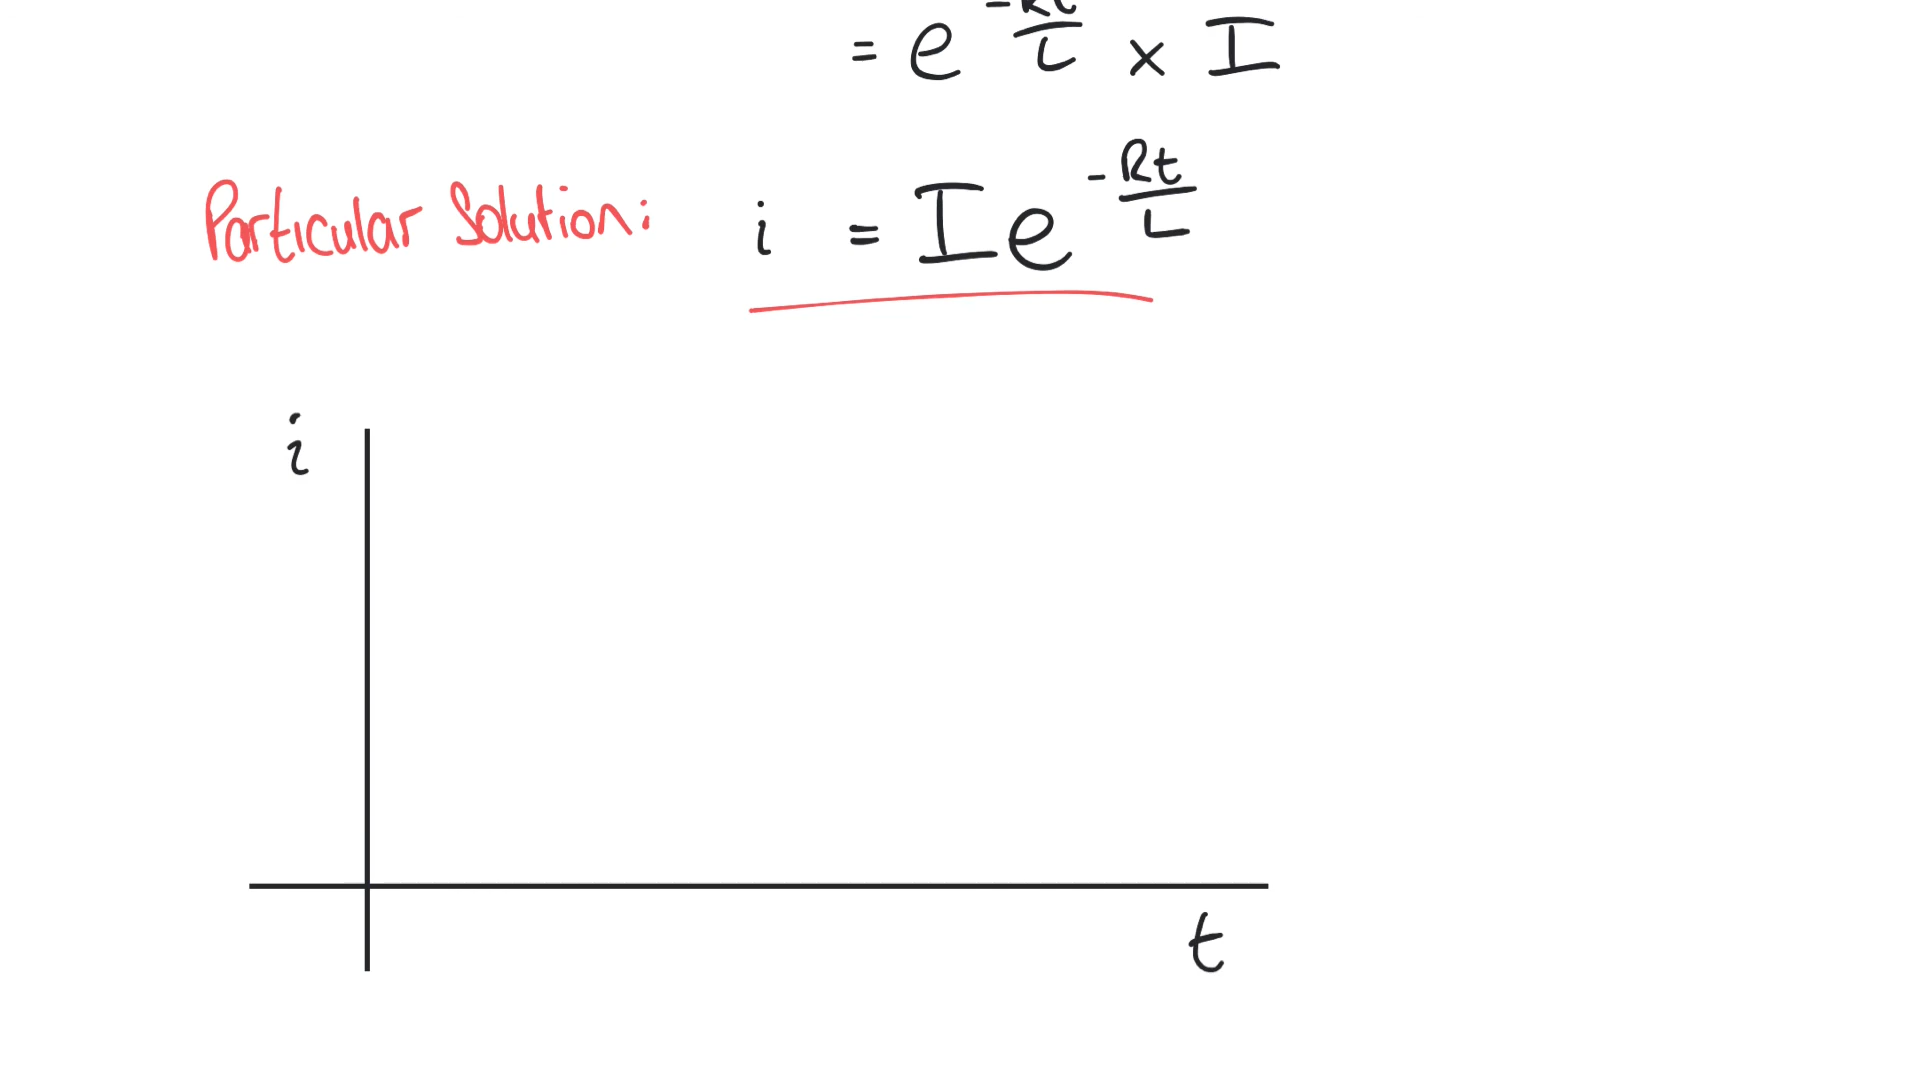 = e^(-Rt/L) × I
Particular Solution: i = Ie^(-Rt/L)
i
t